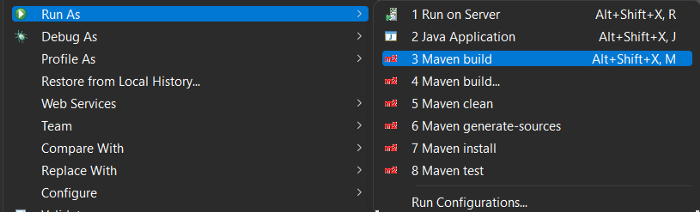 Run As
Debug As
Profile As
Restore from Local History...
Web Services
Team
Compare With
Replace With
Configure
1 Run on Server Alt+Shift+X, R
2 Java Application Alt+Shift+X, J
3 Maven build Alt+Shift+X, M
4 Maven build...
5 Maven clean
6 Maven generate-sources
7 Maven install
8 Maven test
Run Configurations...